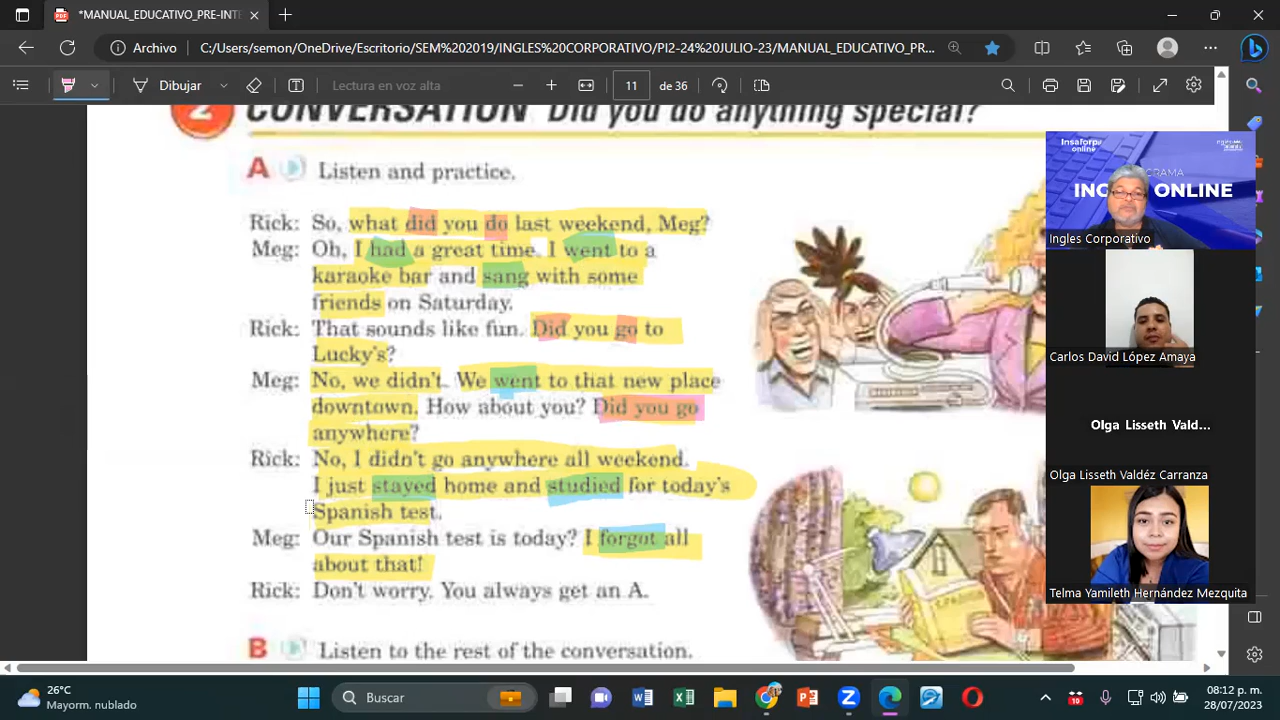 *MANUAL_EDUCATIVO_PRE-INTE
Archivo
C:/Users/semon/OneDrive/Escritorio/SEM%202019/INGLES%20CORPORATIVO/PI2-24%20JULIO-23/MANUAL_EDUCATIVO_PR...
Dibujar
Lectura en voz alta
11 de 36
2 CONVERSATION Did you do anything special?
A Listen and practice.
Rick: So, what did you do last weekend, Meg?
Meg: Oh, I had a great time. I went to a
karaoke bar and sang with some
friends on Saturday.
Rick: That sounds like fun. Did you go to
Lucky's?
Meg: No, we didn't. We went to that new place
downtown. How about you? Did you go
anywhere?
Rick: No, I didn't go anywhere all weekend.
I just stayed home and studied for today's
Spanish test.
Meg: Our Spanish test is today? I forgot all
about that!
Rick: Don't worry. You always get an A.
B Listen to the rest of the conversation.
Insaforp
online
Ingles Corporativo
Carlos David López Amaya
Olga Lisseth Vald...
Olga Lisseth Valdéz Carranza
Telma Yamileth Hernández Mezquita
26°C
Mayorm. nublado
Buscar
08:12 p. m.
28/07/2023